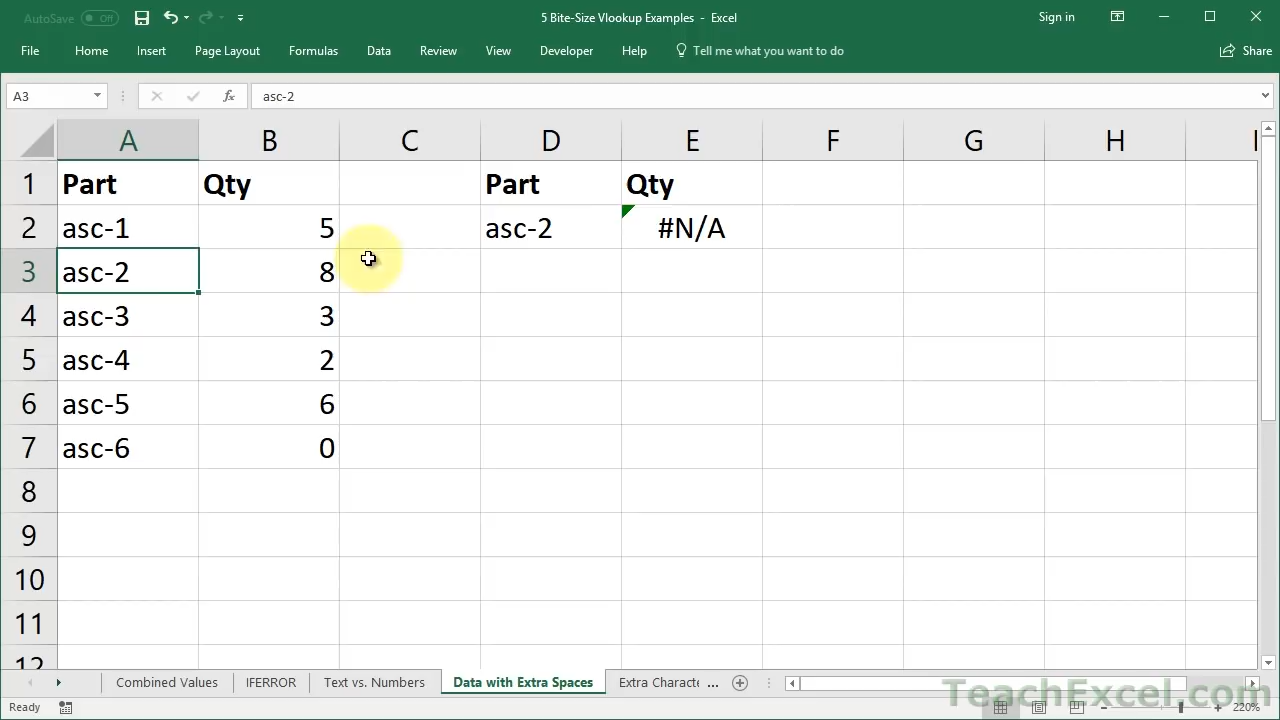 AutoSave Off
5 Bite-Size Vlookup Examples - Excel
Sign in
File Home Insert Page Layout Formulas Data Review View Developer Help Tell me what you want to do Share
A3 fx asc-2
A B C D E F G H I
1 Part Qty Part Qty
2 asc-1 5 asc-2 #N/A
3 asc-2 8
4 asc-3 3
5 asc-4 2
6 asc-5 6
7 asc-6 0
8
9
10
11
12
Combined Values IFERROR Text vs. Numbers Data with Extra Spaces Extra Characte ...
TeachExcel.com
Ready 220%